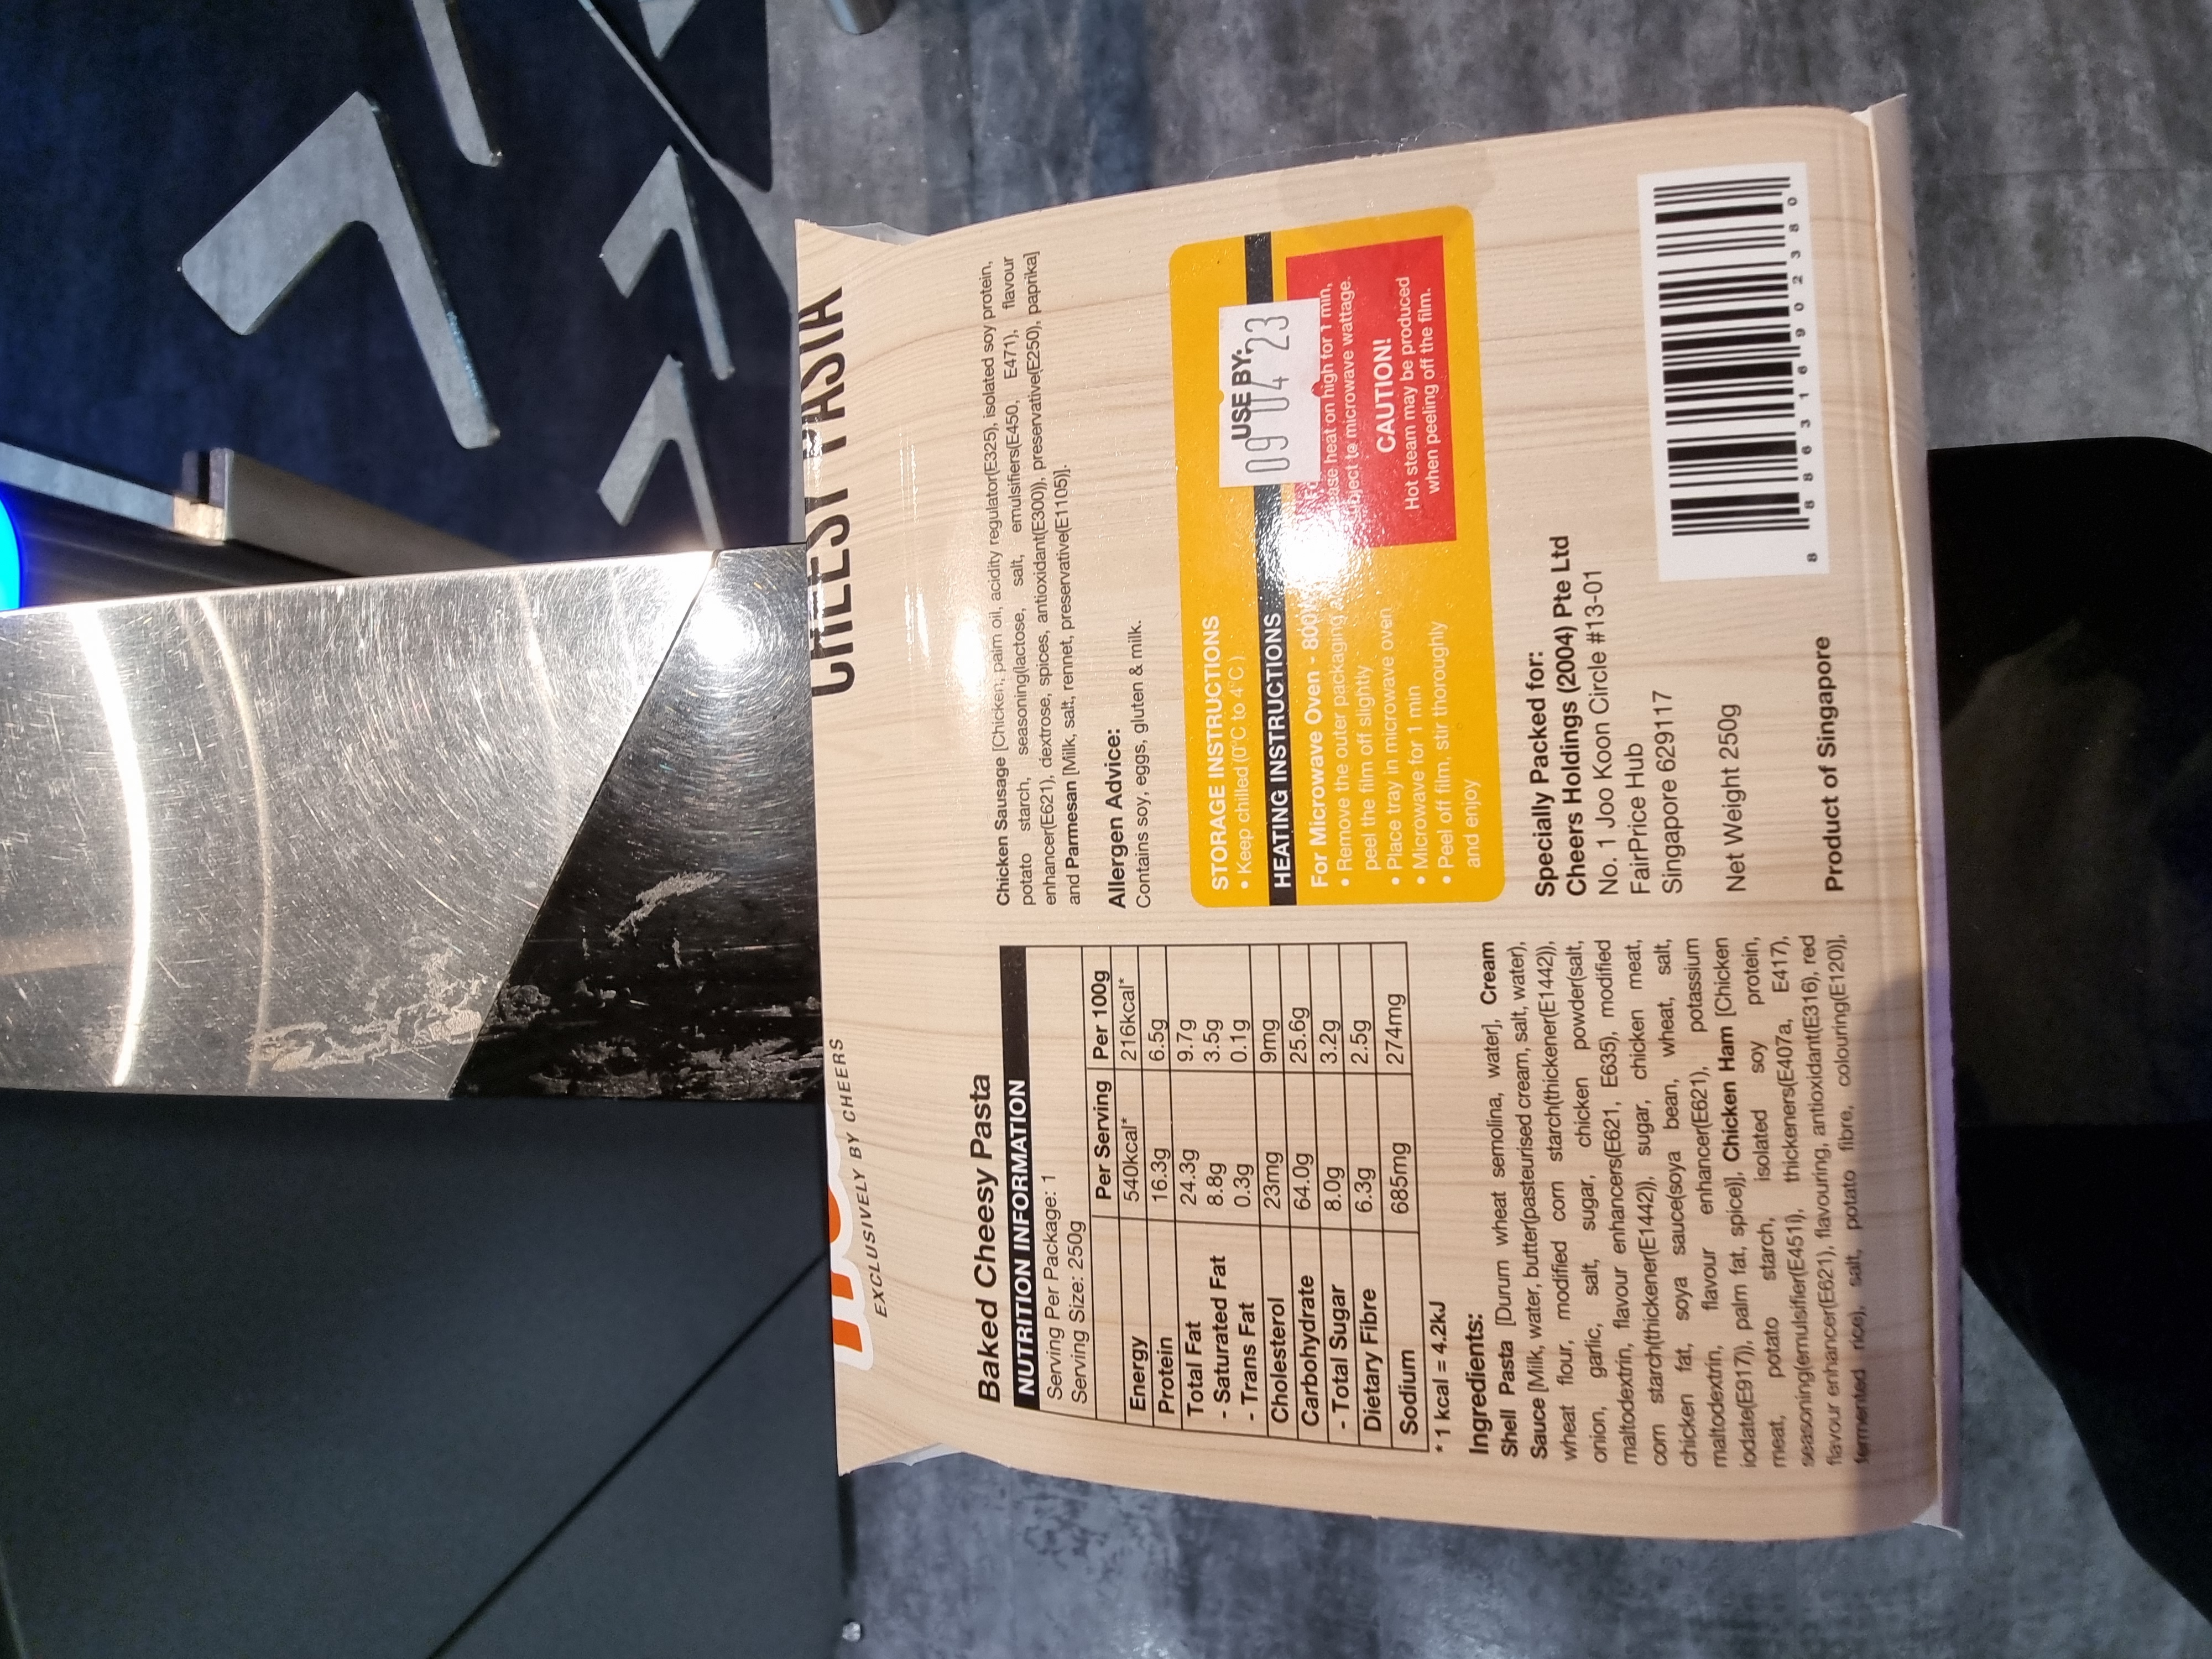 EXCLUSIVELY BY CHEERS
CHEESY PASTA
Baked Cheesy Pasta
NUTRITION INFORMATION
Serving Per Package: 1
Serving Size: 250g
Per Serving Per 100g
Energy 540kcal* 216kcal*
Protein 16.3g 6.5g
Total Fat 24.3g 9.7g
- Saturated Fat 8.8g 3.5g
- Trans Fat 0.3g 0.1g
Cholesterol 23mg 9mg
Carbohydrate 64.0g 25.6g
- Total Sugar 8.0g 3.2g
Dietary Fibre 6.3g 2.5g
Sodium 685mg 274mg
* 1 kcal = 4.2kJ
Ingredients:
Shell Pasta [Durum wheat semolina, water], Cream
Sauce [Milk, water, butter(pasteurised cream, salt, water),
wheat flour, modified corn starch(thickener(E1442)),
onion, garlic, salt, sugar, chicken powder(salt,
maltodextrin, flavour enhancers(E621, E635), modified
corn starch(thickener(E1442)), sugar, chicken meat,
chicken fat, soya sauce(soya bean, wheat, salt,
maltodextrin, flavour enhancer(E621), potassium
iodate(E917)), palm fat, spice)], Chicken Ham [Chicken
meat, potato starch, isolated soy protein,
seasoning(emulsifier(E451i), thickeners(E407a, E417),
flavour enhancer(E621), flavouring, antioxidant(E316), red
fermented rice), salt, potato fibre, colouring(E120)],
Chicken Sausage [Chicken, palm oil, acidity regulator(E325), isolated soy protein,
potato starch, seasoning(lactose, salt, emulsifiers(E450, E471), flavour
enhancer(E621), dextrose, spices, antioxidant(E300)), preservative(E250), paprika]
and Parmesan [Milk, salt, rennet, preservative(E1105)].
Allergen Advice:
Contains soy, eggs, gluten & milk.
STORAGE INSTRUCTIONS
• Keep chilled (0°C to 4°C)
USE BY:
09 04 23
HEATING INSTRUCTIONS
For Microwave Oven - 800W
• Remove the outer packaging
peel the film off slightly
• Place tray in microwave oven
• Microwave for 1 min
• Peel off film, stir thoroughly
and enjoy
heat on high for 1 min,
to microwave wattage.
CAUTION!
Hot steam may be produced
when peeling off the film.
Specially Packed for:
Cheers Holdings (2004) Pte Ltd
No. 1 Joo Koon Circle #13-01
FairPrice Hub
Singapore 629117
Net Weight 250g
Product of Singapore
8 886316 902380